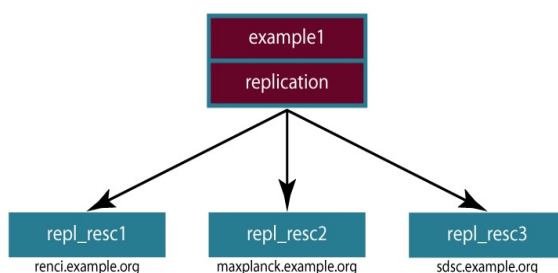 example1
replication
repl_resc1
repl_resc2
repl_resc3
renci.example.org
maxplanck.example.org
sdsc.example.org